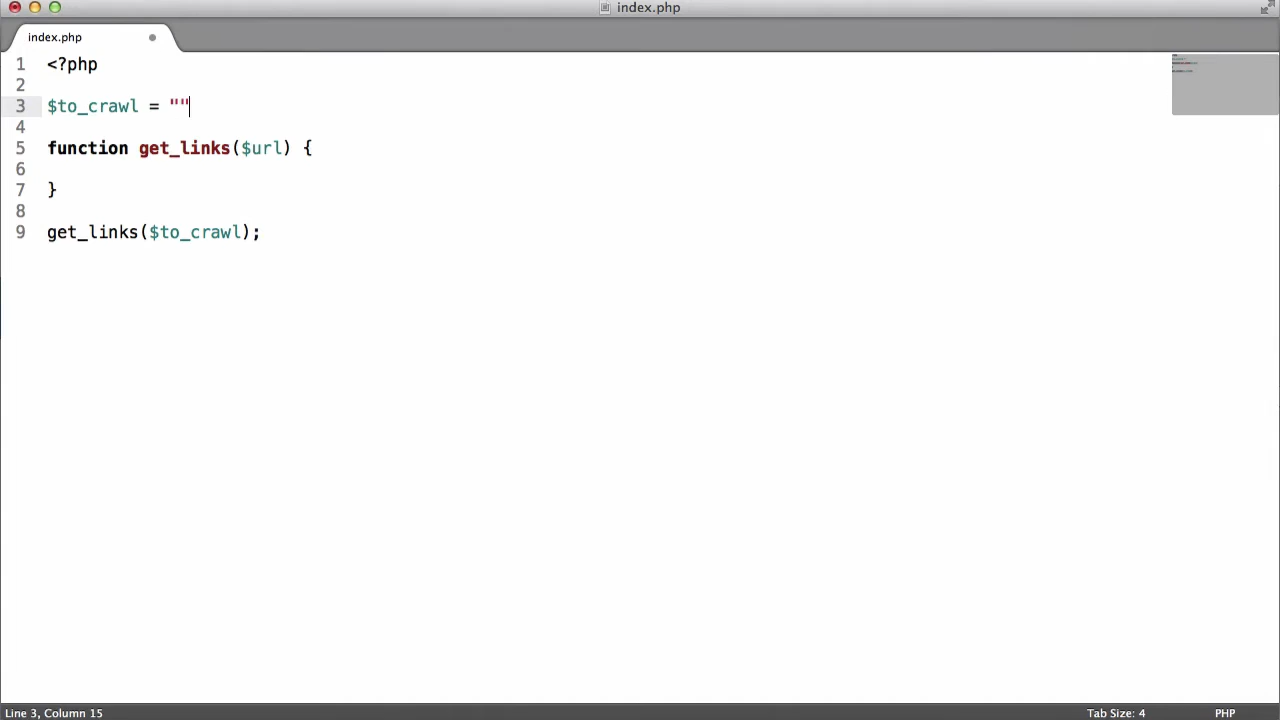 index.php
index.php
1 <?php
2
3 $to_crawl = ""
4
5 function get_links($url) {
6
7 }
8
9 get_links($to_crawl);
Line 3, Column 15
Tab Size: 4
PHP